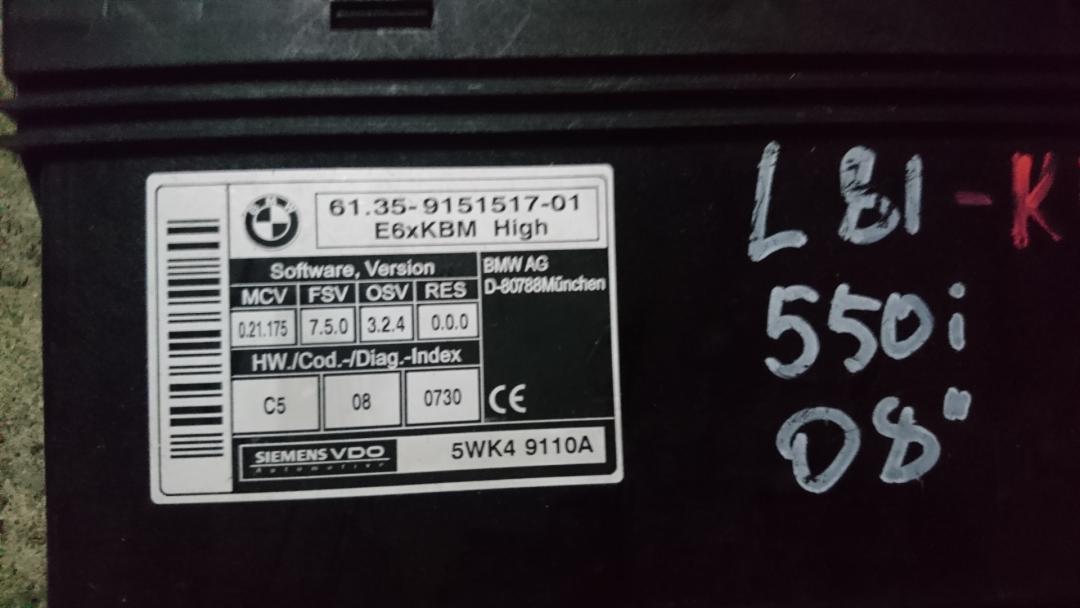 BMW
61.35-9151517-01
E6xKBM High
Software, Version
MCV FSV OSV RES
0.21.175 7.5.0 3.2.4 0.0.0
BMW AG
D-80788München
HW./Cod.-/Diag.-Index
C5 08 0730
CE
SIEMENS VDO
Automotive
5WK4 9110A
L81-K
550i
08"